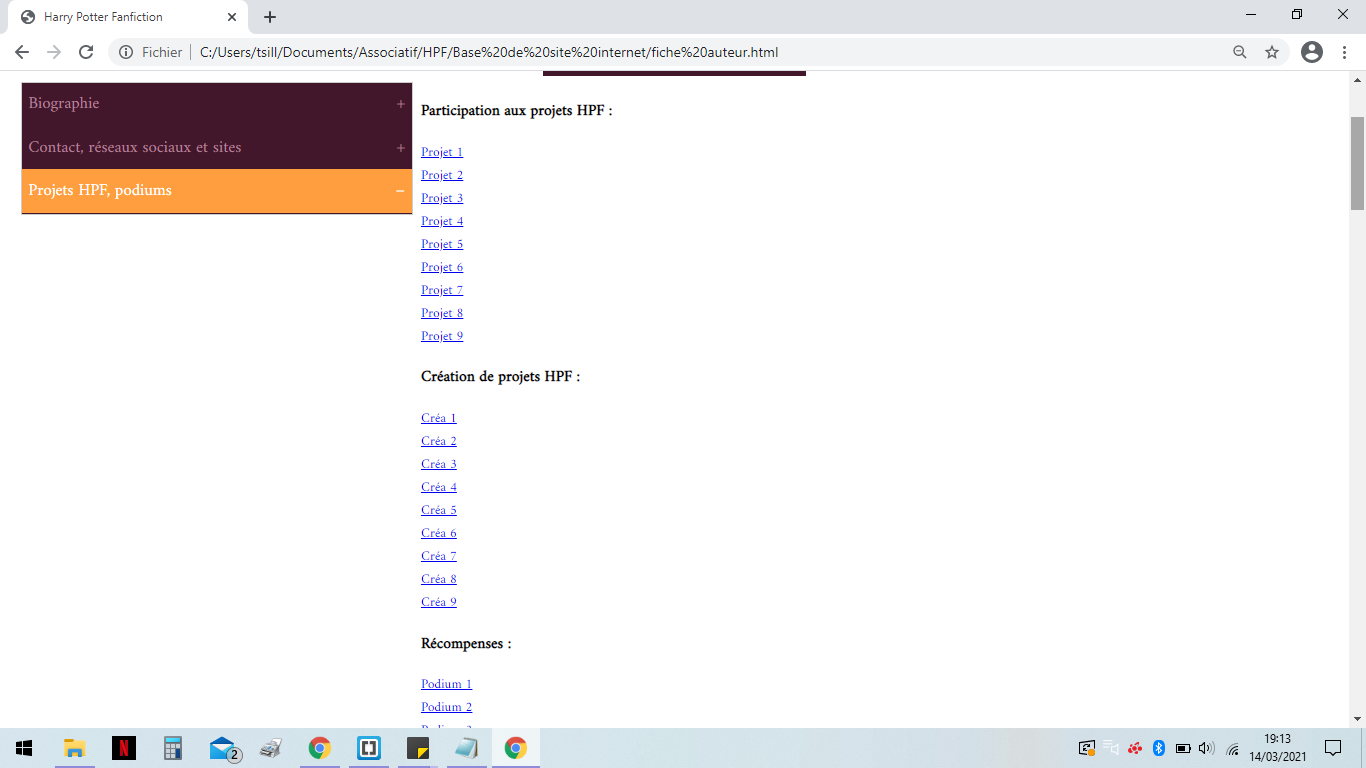 Harry Potter Fanfiction
Fichier
C:/Users/tsill/Documents/Associatif/HPF/Base%20de%20site%20internet/fiche%20auteur.html
Biographie +
Contact, réseaux sociaux et sites +
Projets HPF, podiums −
Participation aux projets HPF :
Projet 1
Projet 2
Projet 3
Projet 4
Projet 5
Projet 6
Projet 7
Projet 8
Projet 9
Création de projets HPF :
Créa 1
Créa 2
Créa 3
Créa 4
Créa 5
Créa 6
Créa 7
Créa 8
Créa 9
Récompenses :
Podium 1
Podium 2
N
2
19:13
14/03/2021